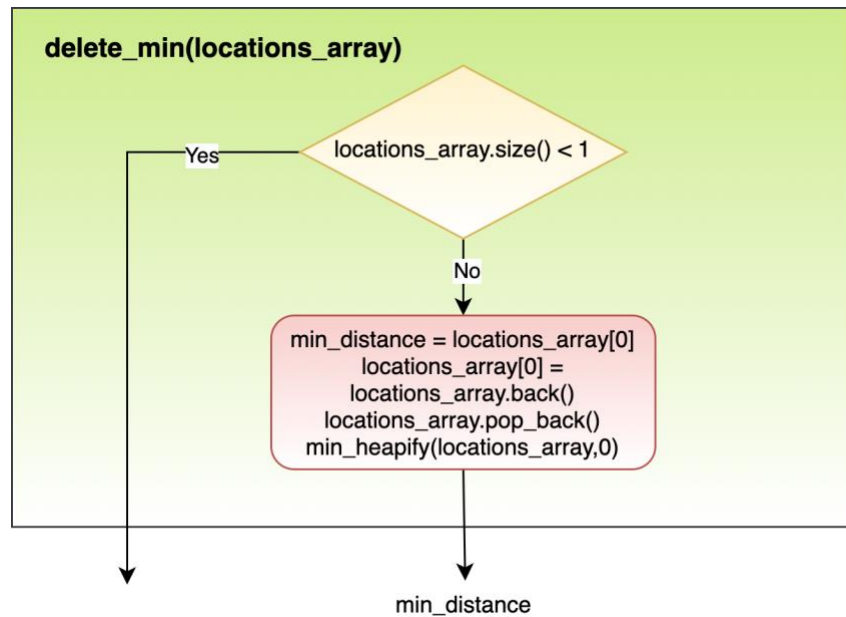 delete_min(locations_array)
locations_array.size() < 1
Yes
No
min_distance = locations_array[0]
locations_array[0] =
locations_array.back()
locations_array.pop_back()
min_heapify(locations_array,0)
min_distance